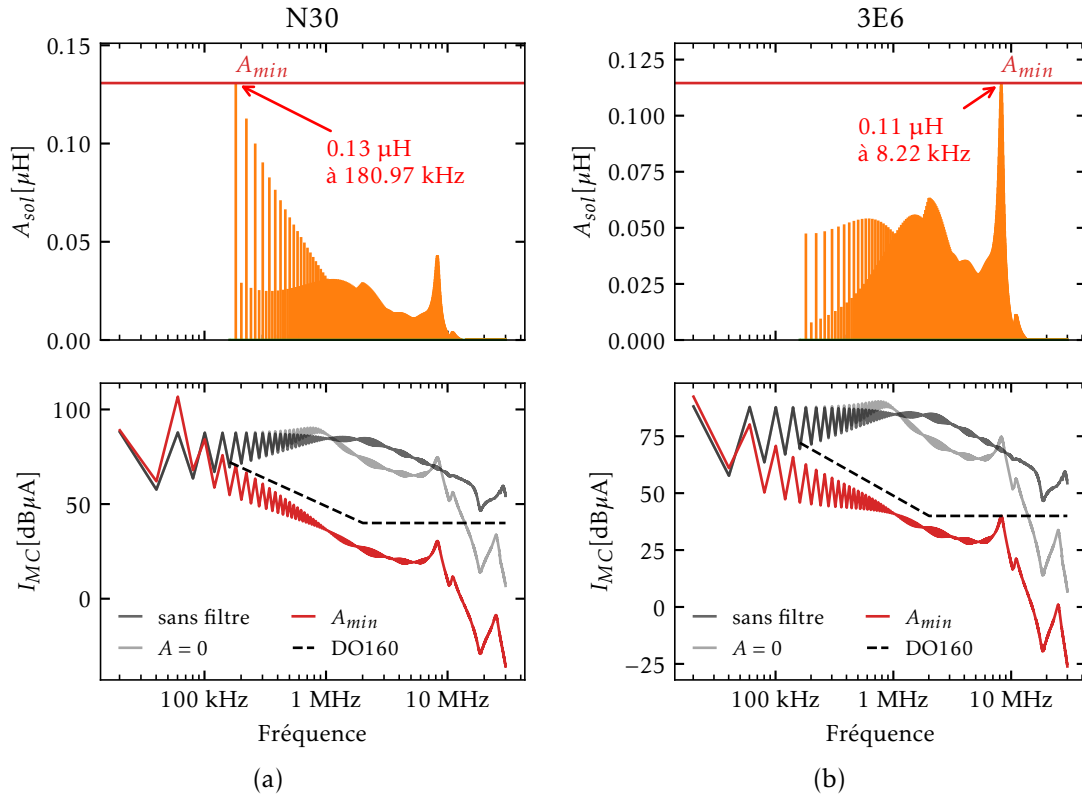 N30
0.15
0.10
0.05
0.00
A_sol[µH]
A_min
0.13 µH
à 180.97 kHz
100
50
0
I_MC[dBµA]
sans filtre
A = 0
A_min
DO160
100 kHz
1 MHz
10 MHz
Fréquence
(a)
3E6
0.125
0.100
0.075
0.050
0.025
0.000
A_sol[µH]
A_min
0.11 µH
à 8.22 kHz
75
50
25
0
−25
I_MC[dBµA]
sans filtre
A = 0
A_min
DO160
100 kHz
1 MHz
10 MHz
Fréquence
(b)